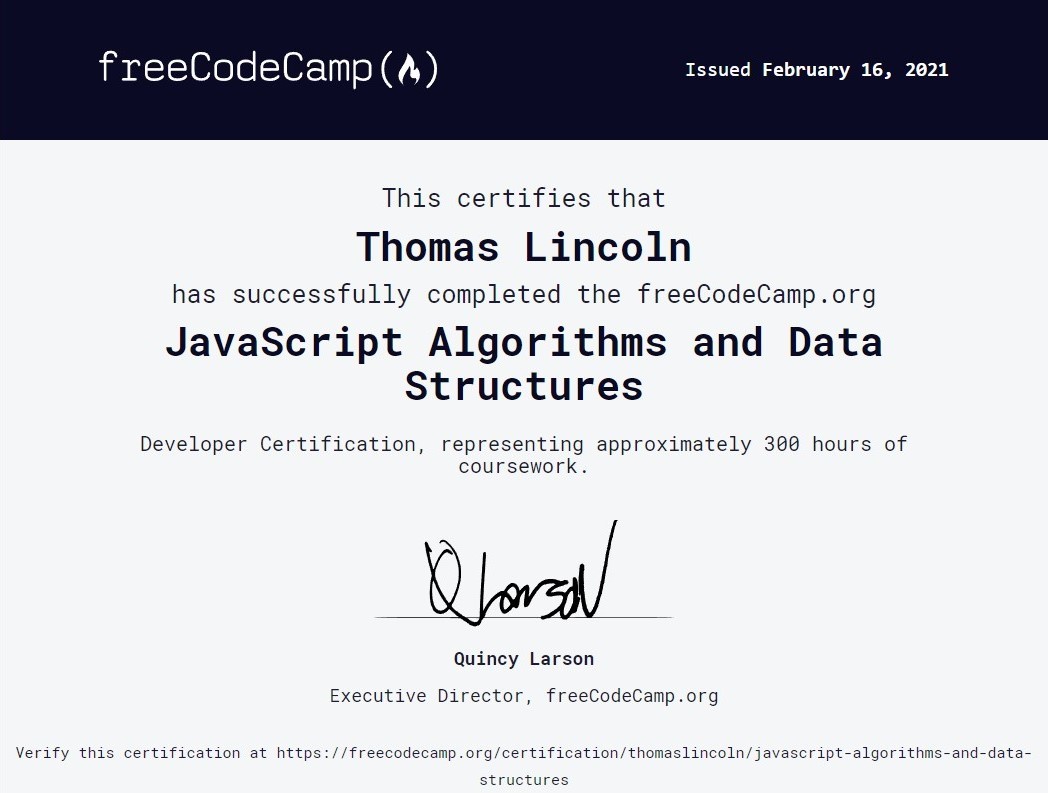 freeCodeCamp(🔥)
Issued February 16, 2021
This certifies that
Thomas Lincoln
has successfully completed the freeCodeCamp.org
JavaScript Algorithms and Data
Structures
Developer Certification, representing approximately 300 hours of
coursework.
Q Larson
Quincy Larson
Executive Director, freeCodeCamp.org
Verify this certification at https://freecodecamp.org/certification/thomaslincoln/javascript-algorithms-and-data-
structures